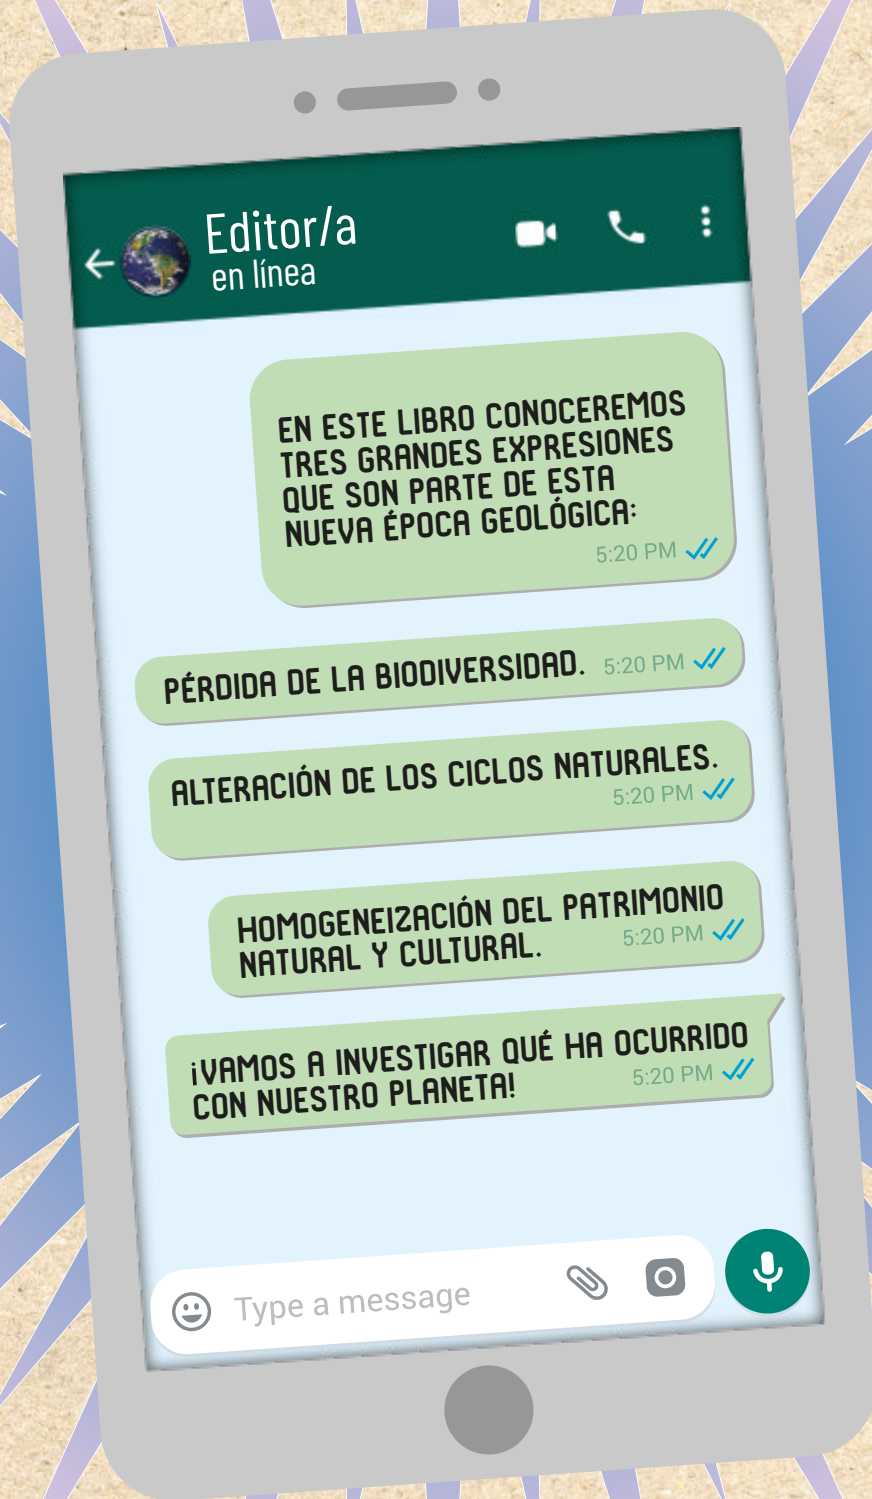 Editor/a
en línea
EN ESTE LIBRO CONOCEREMOS
TRES GRANDES EXPRESIONES
QUE SON PARTE DE ESTA
NUEVA ÉPOCA GEOLÓGICA:
5:20 PM
PÉRDIDA DE LA BIODIVERSIDAD. 5:20 PM
ALTERACIÓN DE LOS CICLOS NATURALES.
5:20 PM
HOMOGENEIZACIÓN DEL PATRIMONIO
NATURAL Y CULTURAL. 5:20 PM
¡VAMOS A INVESTIGAR QUÉ HA OCURRIDO
CON NUESTRO PLANETA! 5:20 PM
Type a message